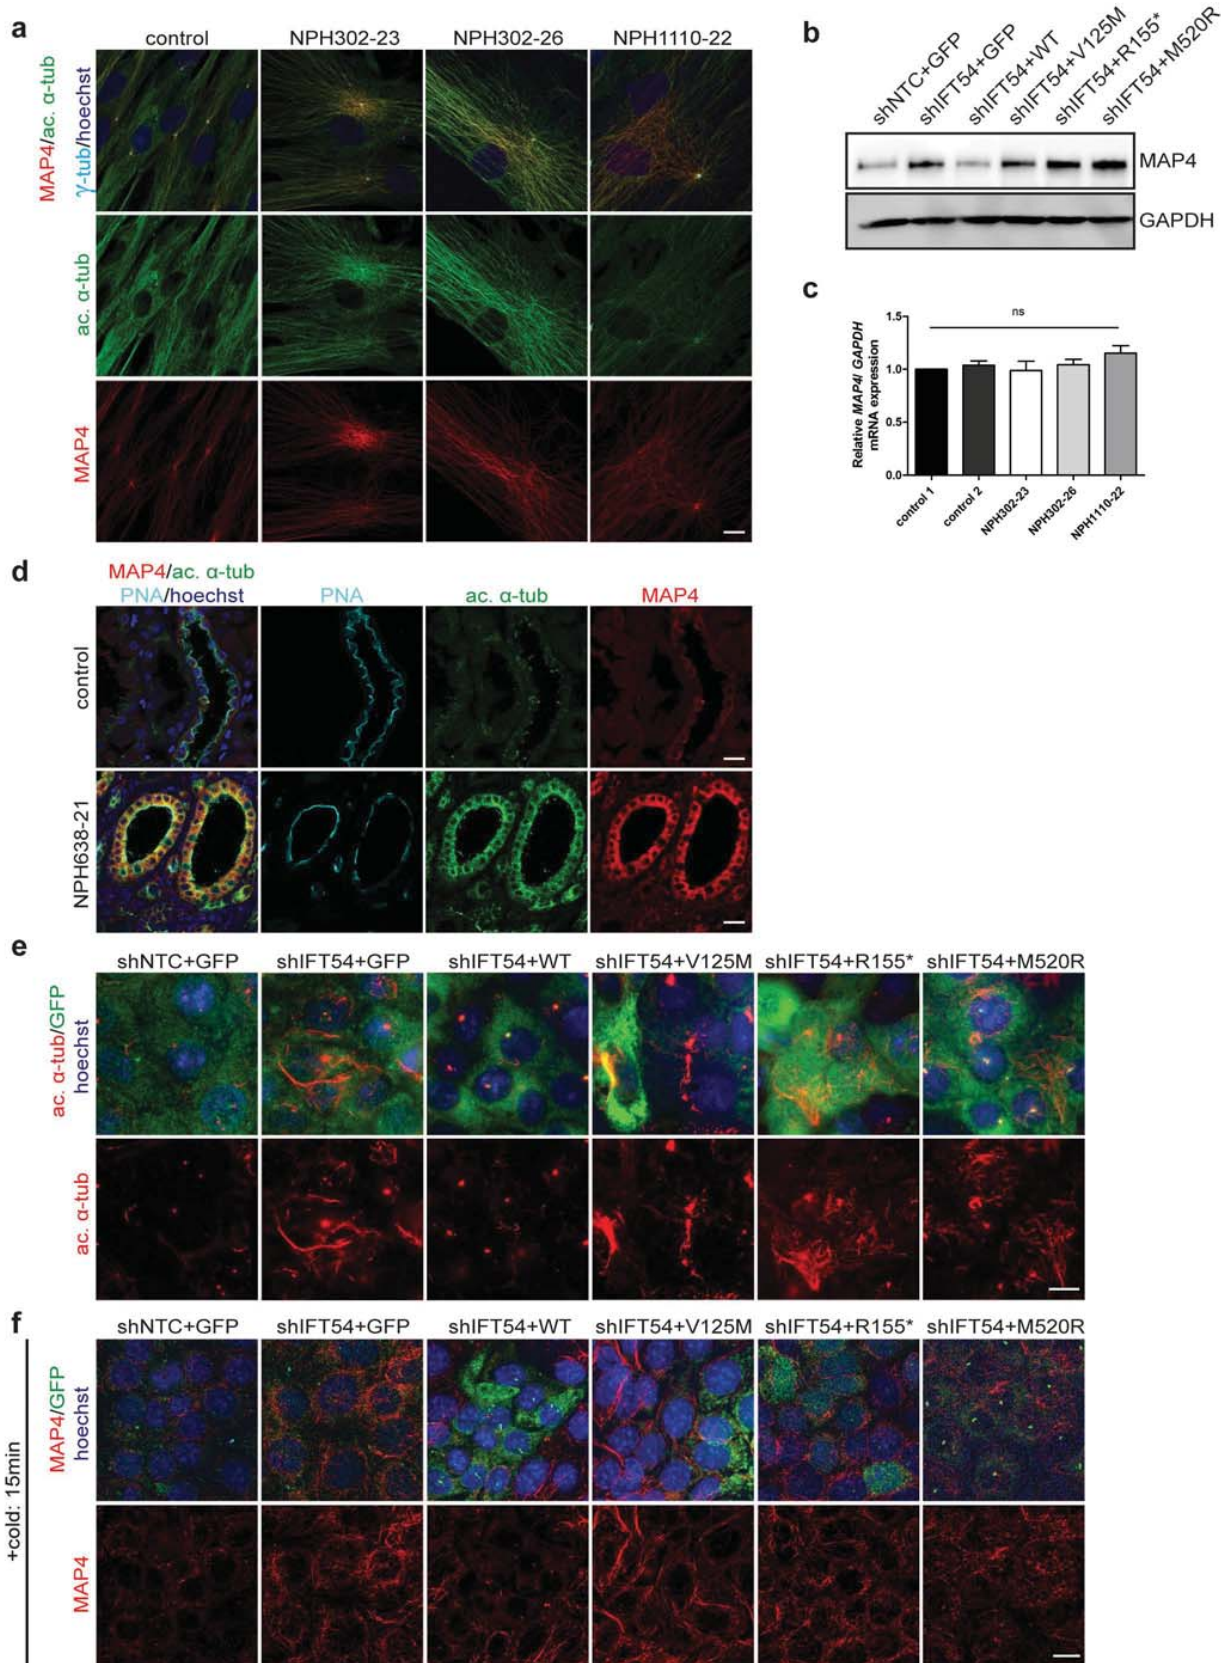 a
control NPH302-23 NPH302-26 NPH1110-22
MAP4/ac. α-tub
γ-tub/hoechst
ac. α-tub
MAP4
b
shNTC+GFP
shIFT54+GFP
shIFT54+WT
shIFT54+V125M
shIFT54+R155*
shIFT54+M520R
MAP4
GAPDH
c
ns
1.5
1.0
0.5
0.0
Relative MAP4/ GAPDH
mRNA expression
control 1
control 2
NPH302-23
NPH302-26
NPH1110-22
d
MAP4/ac. α-tub
PNA/hoechst PNA ac. α-tub MAP4
control
NPH638-21
e
shNTC+GFP shIFT54+GFP shIFT54+WT shIFT54+V125M shIFT54+R155* shIFT54+M520R
ac. α-tub/GFP
hoechst
ac. α-tub
f
shNTC+GFP shIFT54+GFP shIFT54+WT shIFT54+V125M shIFT54+R155* shIFT54+M520R
+cold: 15min
MAP4/GFP
hoechst
MAP4